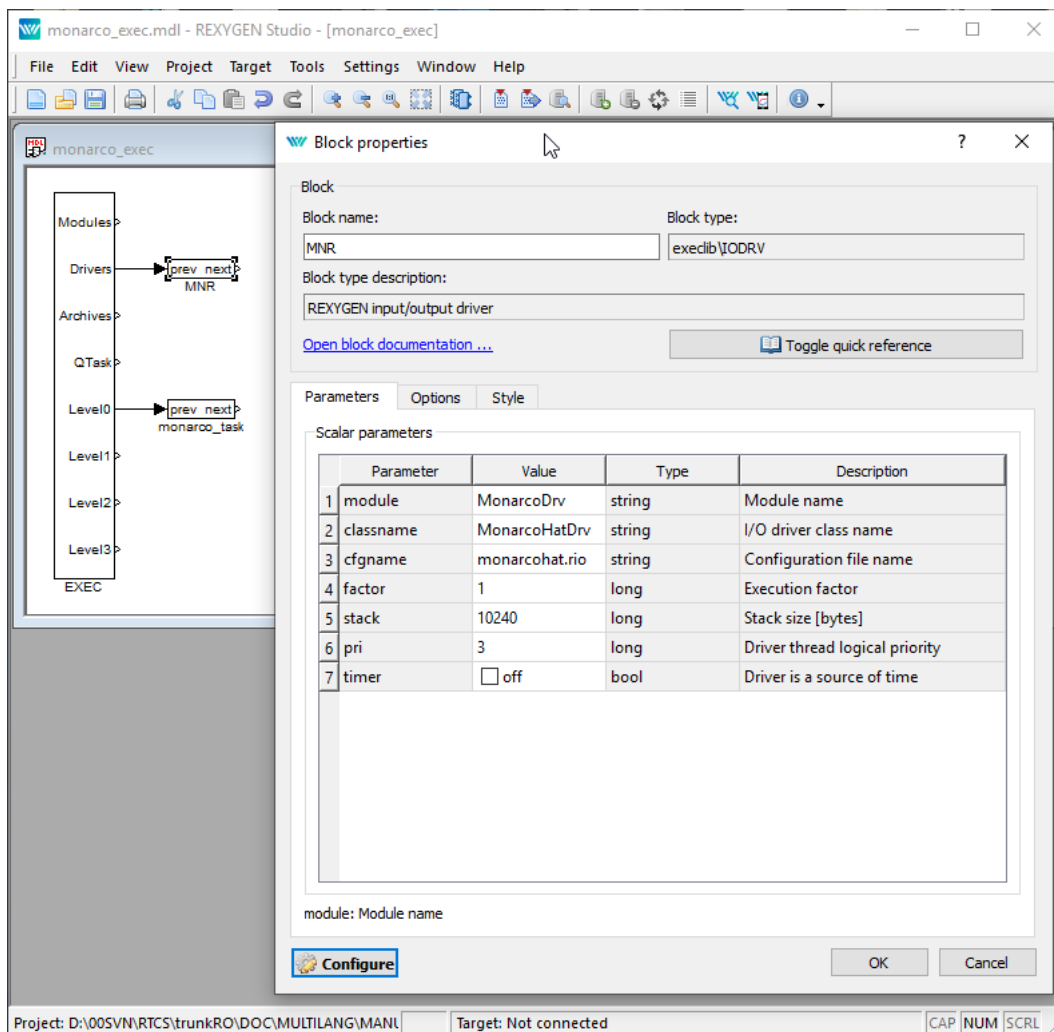 monarco_exec.mdl - REXYGEN Studio - [monarco_exec]
File Edit View Project Target Tools Settings Window Help
monarco_exec
Modules
Drivers
prev next
MNR
Archives
QTask
Level0
prev next
monarco_task
Level1
Level2
Level3
EXEC
Block properties
Block
Block name:
Block type:
MNR
execlib\IODRV
Block type description:
REXYGEN input/output driver
Open block documentation ...
Toggle quick reference
Parameters Options Style
Scalar parameters
Parameter Value Type Description
1 module MonarcoDrv string Module name
2 classname MonarcoHatDrv string I/O driver class name
3 cfgname monarcohat.rio string Configuration file name
4 factor 1 long Execution factor
5 stack 10240 long Stack size [bytes]
6 pri 3 long Driver thread logical priority
7 timer off bool Driver is a source of time
module: Module name
Configure
OK
Cancel
Project: D:\00SVN\RTCS\trunkRO\DOC\MULTILANG\MANU
Target: Not connected
CAP NUM SCRL